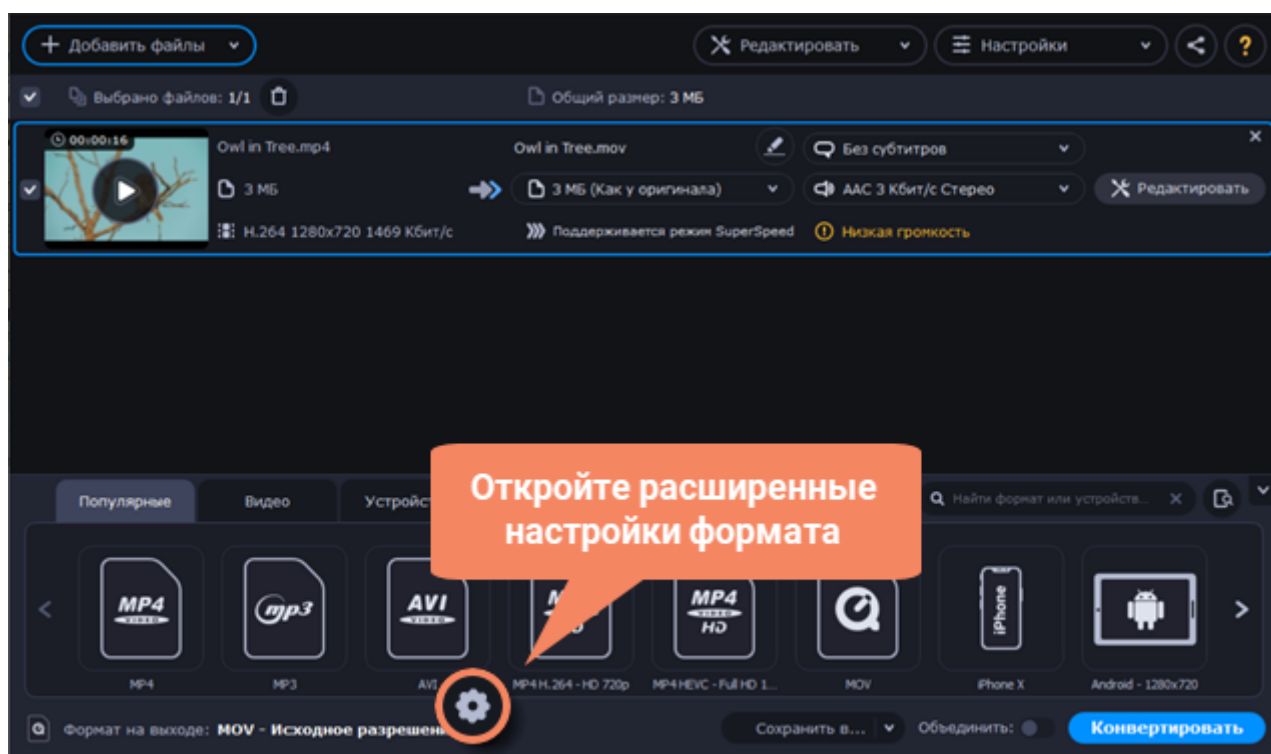 Добавить файлы
Редактировать
Настройки
?
Выбрано файлов: 1/1
Общий размер: 3 МБ
00:00:16
Owl in Tree.mp4
Owl in Tree.mov
Без субтитров
3 МБ
3 МБ (Как у оригинала)
AAC 3 Кбит/с Стерео
Редактировать
H.264 1280x720 1469 Кбит/с
Поддерживается режим SuperSpeed
Низкая громкость
Откройте расширенные
настройки формата
Популярные
Видео
Найти формат или устройств...
MP4
VIDEO
mp3
AVI
VIDEO
MP4
VIDEO
HD
iPhone
MP4
MP3
AVI
MP4 H.264 - HD 720p
MP4 HEVC - Full HD 1...
MOV
iPhone X
Android - 1280x720
Формат на выходе: MOV - Исходное
Сохранить в...
Объединить:
Конвертировать